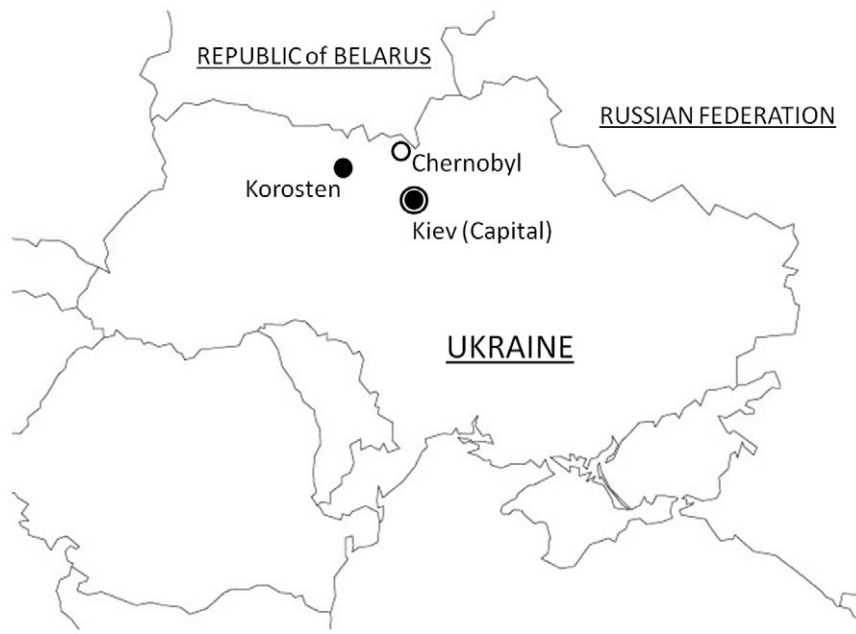 REPUBLIC of BELARUS
RUSSIAN FEDERATION
Chernobyl
Korosten
Kiev (Capital)
UKRAINE